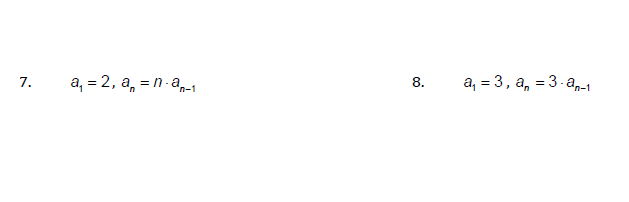 7. a₁ = 2, aₙ = n · aₙ₋₁
8. a₁ = 3, aₙ = 3 · aₙ₋₁